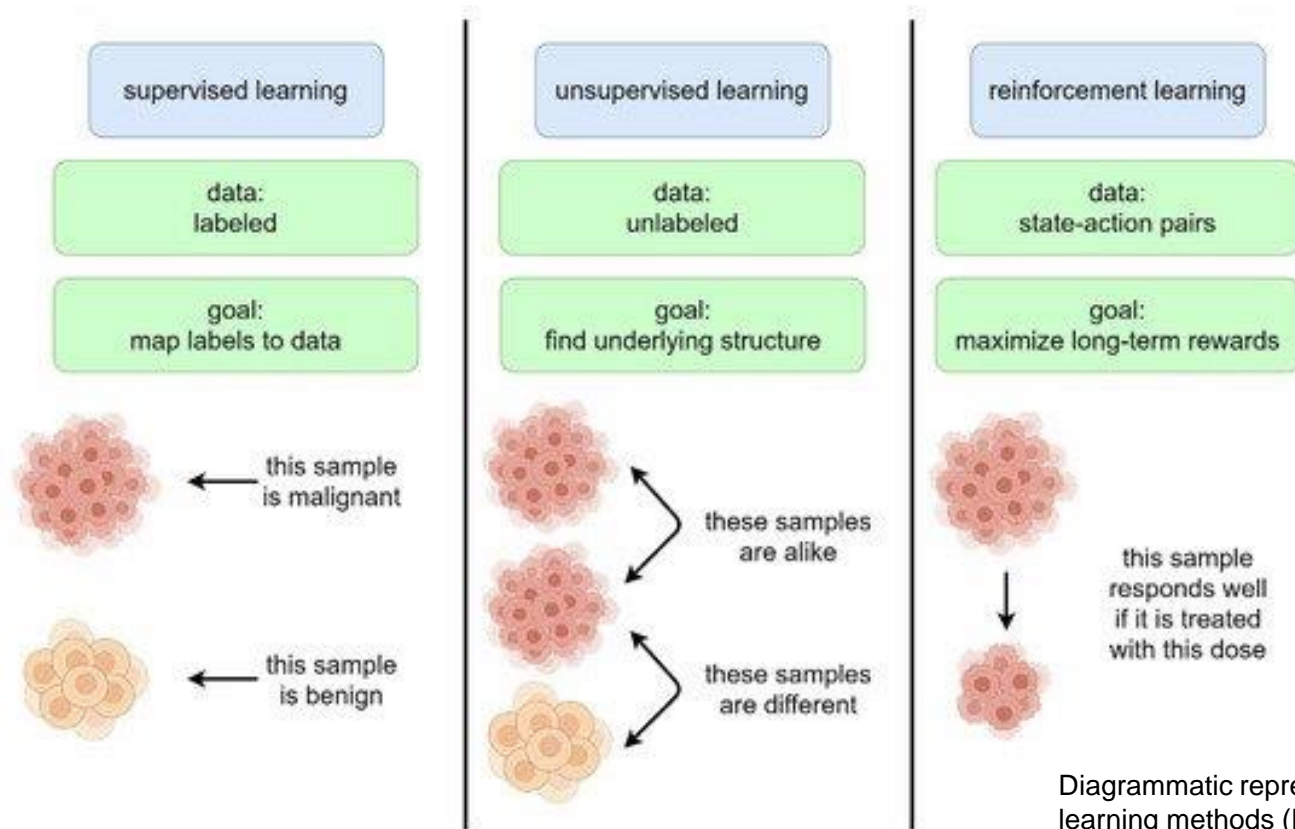 supervised learning
data:
labeled
goal:
map labels to data
this sample
is malignant
this sample
is benign
unsupervised learning
data:
unlabeled
goal:
find underlying structure
these samples
are alike
these samples
are different
reinforcement learning
data:
state-action pairs
goal:
maximize long-term rewards
this sample
responds well
if it is treated
with this dose
Diagrammatic
learning methods